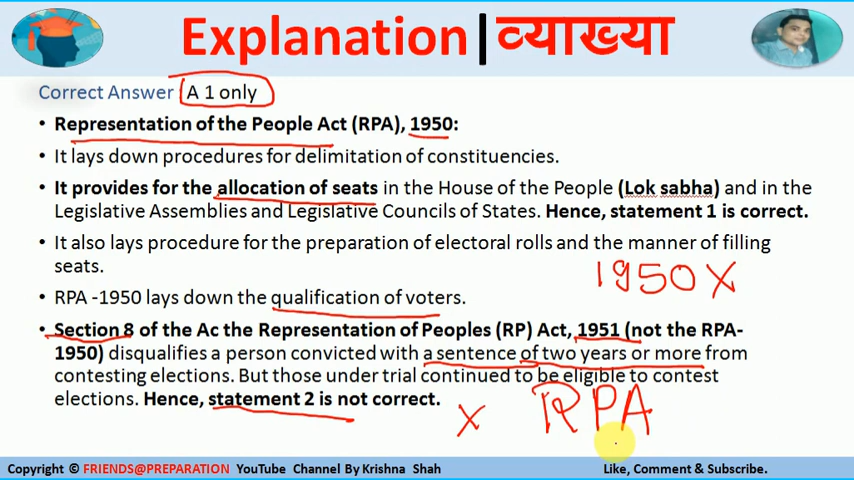 Explanation|व्याख्या
Correct Answer A 1 only
• Representation of the People Act (RPA), 1950:
• It lays down procedures for delimitation of constituencies.
• It provides for the allocation of seats in the House of the People (Lok sabha) and in the
Legislative Assemblies and Legislative Councils of States. Hence, statement 1 is correct.
• It also lays procedure for the preparation of electoral rolls and the manner of filling
seats.
1950 X
• RPA -1950 lays down the qualification of voters.
• Section 8 of the Ac the Representation of Peoples (RP) Act, 1951 (not the RPA-
1950) disqualifies a person convicted with a sentence of two years or more from
contesting elections. But those under trial continued to be eligible to contest
elections. Hence, statement 2 is not correct.
X RPA
Copyright © FRIENDS@PREPARATION YouTube Channel By Krishna Shah Like, Comment & Subscribe.